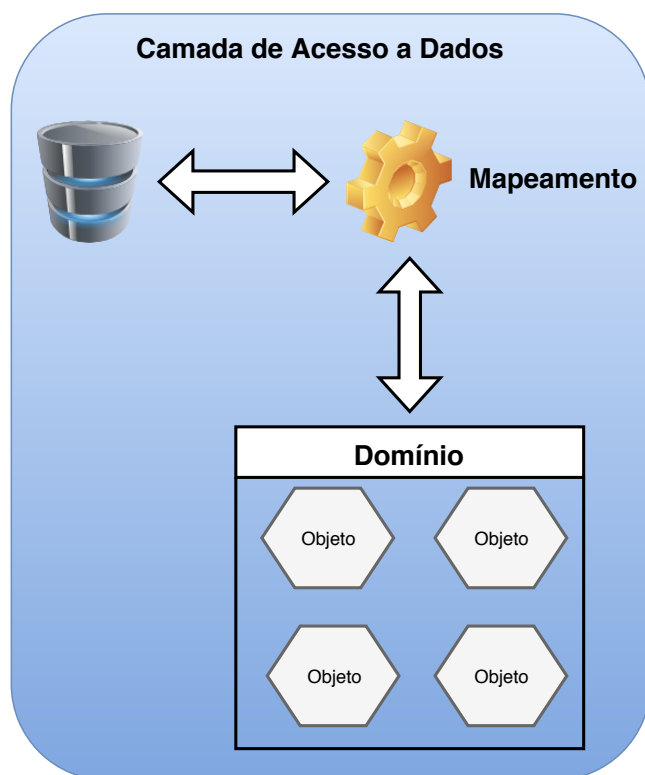 Camada de Acesso a Dados
Mapeamento
Domínio
Objeto
Objeto
Objeto
Objeto